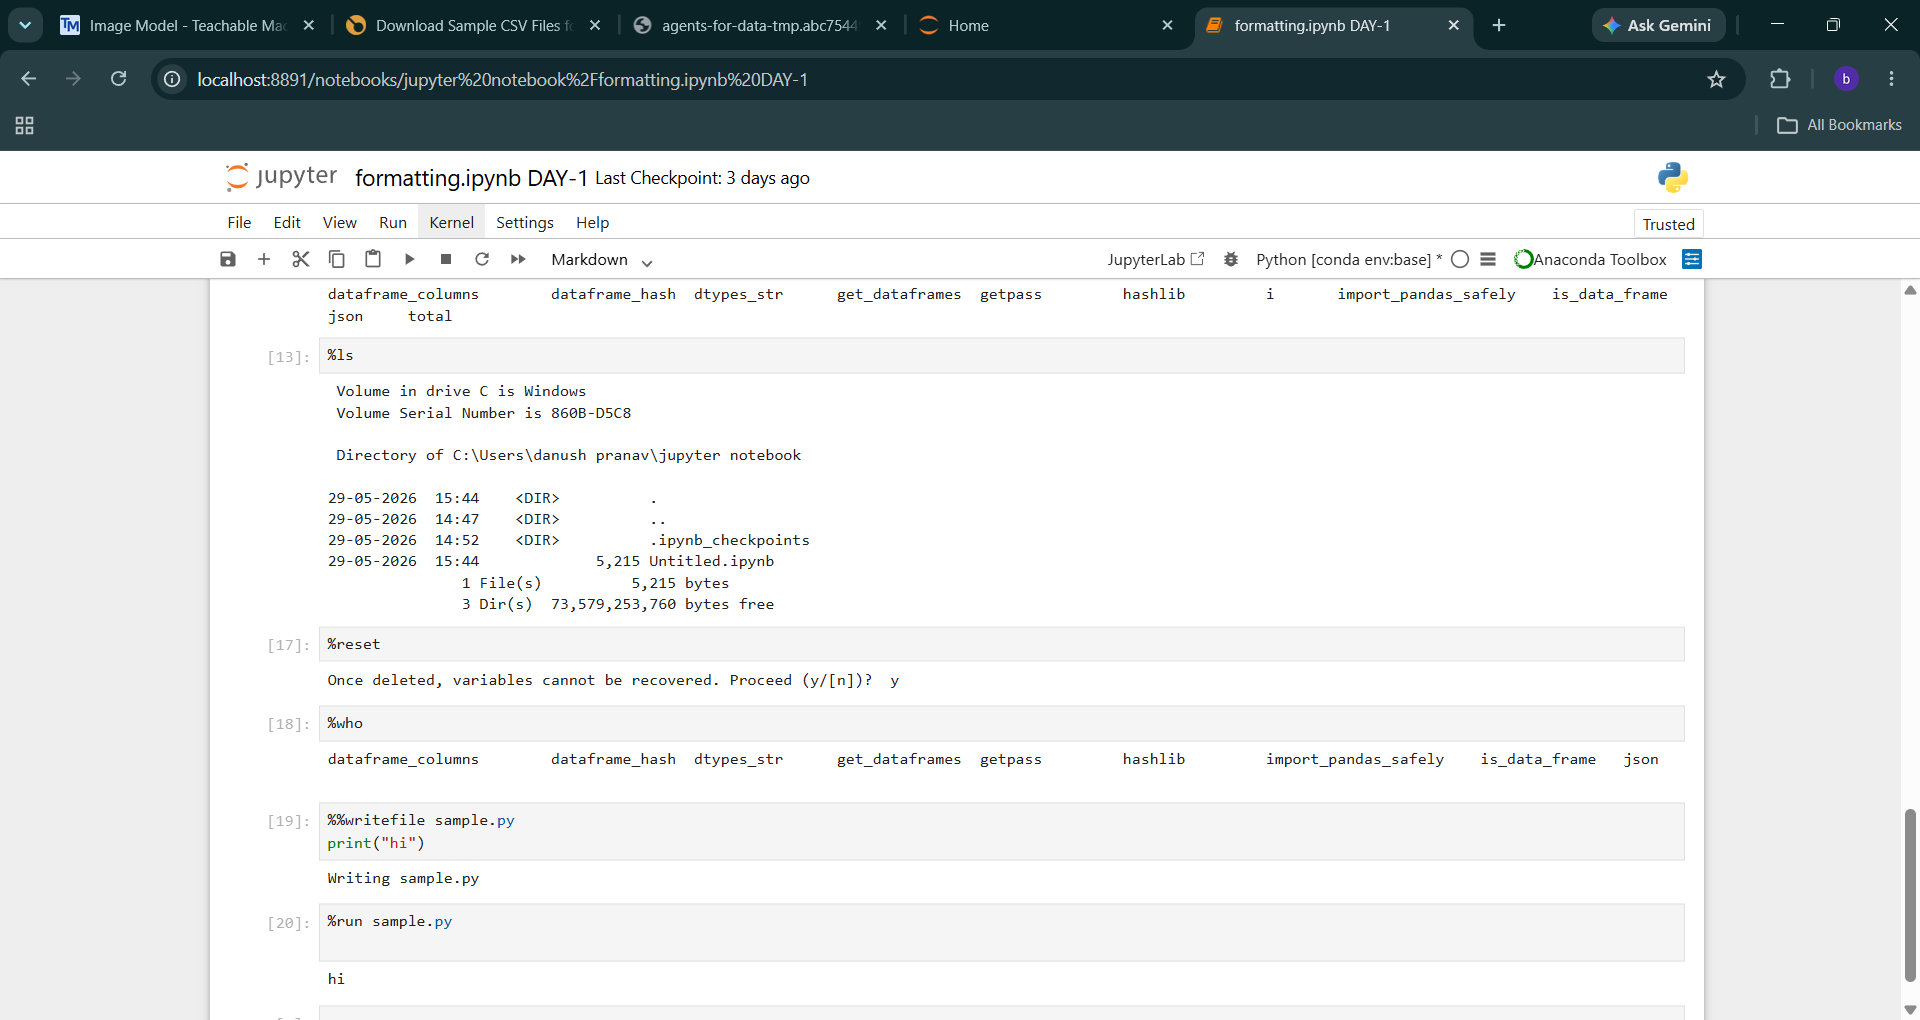 Image Model - Teachable Ma
Download Sample CSV Files f
agents-for-data-tmp.abc7544
Home
formatting.ipynb DAY-1
Ask Gemini
localhost:8891/notebooks/jupyter%20notebook%2Fformatting.ipynb%20DAY-1
b
All Bookmarks
jupyter formatting.ipynb DAY-1 Last Checkpoint: 3 days ago
File Edit View Run Kernel Settings Help
Trusted
Markdown
JupyterLab
Python [conda env:base] *
Anaconda Toolbox
dataframe_columns dataframe_hash dtypes_str get_dataframes getpass hashlib i import_pandas_safely is_data_frame
json total
[13]: %ls
Volume in drive C is Windows
Volume Serial Number is 860B-D5C8
Directory of C:\Users\danush pranav\jupyter notebook
29-05-2026 15:44 <DIR> .
29-05-2026 14:47 <DIR> ..
29-05-2026 14:52 <DIR> .ipynb_checkpoints
29-05-2026 15:44 5,215 Untitled.ipynb
1 File(s) 5,215 bytes
3 Dir(s) 73,579,253,760 bytes free
[17]: %reset
Once deleted, variables cannot be recovered. Proceed (y/[n])? y
[18]: %who
dataframe_columns dataframe_hash dtypes_str get_dataframes getpass hashlib import_pandas_safely is_data_frame json
[19]: %%writefile sample.py
print("hi")
Writing sample.py
[20]: %run sample.py
hi